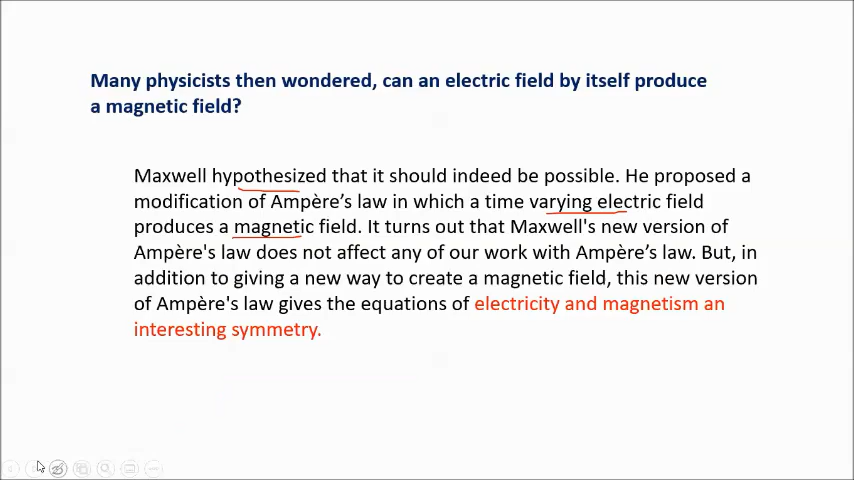 Many physicists then wondered, can an electric field by itself produce
a magnetic field?
Maxwell hypothesized that it should indeed be possible. He proposed a
modification of Ampère’s law in which a time varying electric field
produces a magnetic field. It turns out that Maxwell's new version of
Ampère's law does not affect any of our work with Ampère’s law. But, in
addition to giving a new way to create a magnetic field, this new version
of Ampère's law gives the equations of electricity and magnetism an
interesting symmetry.